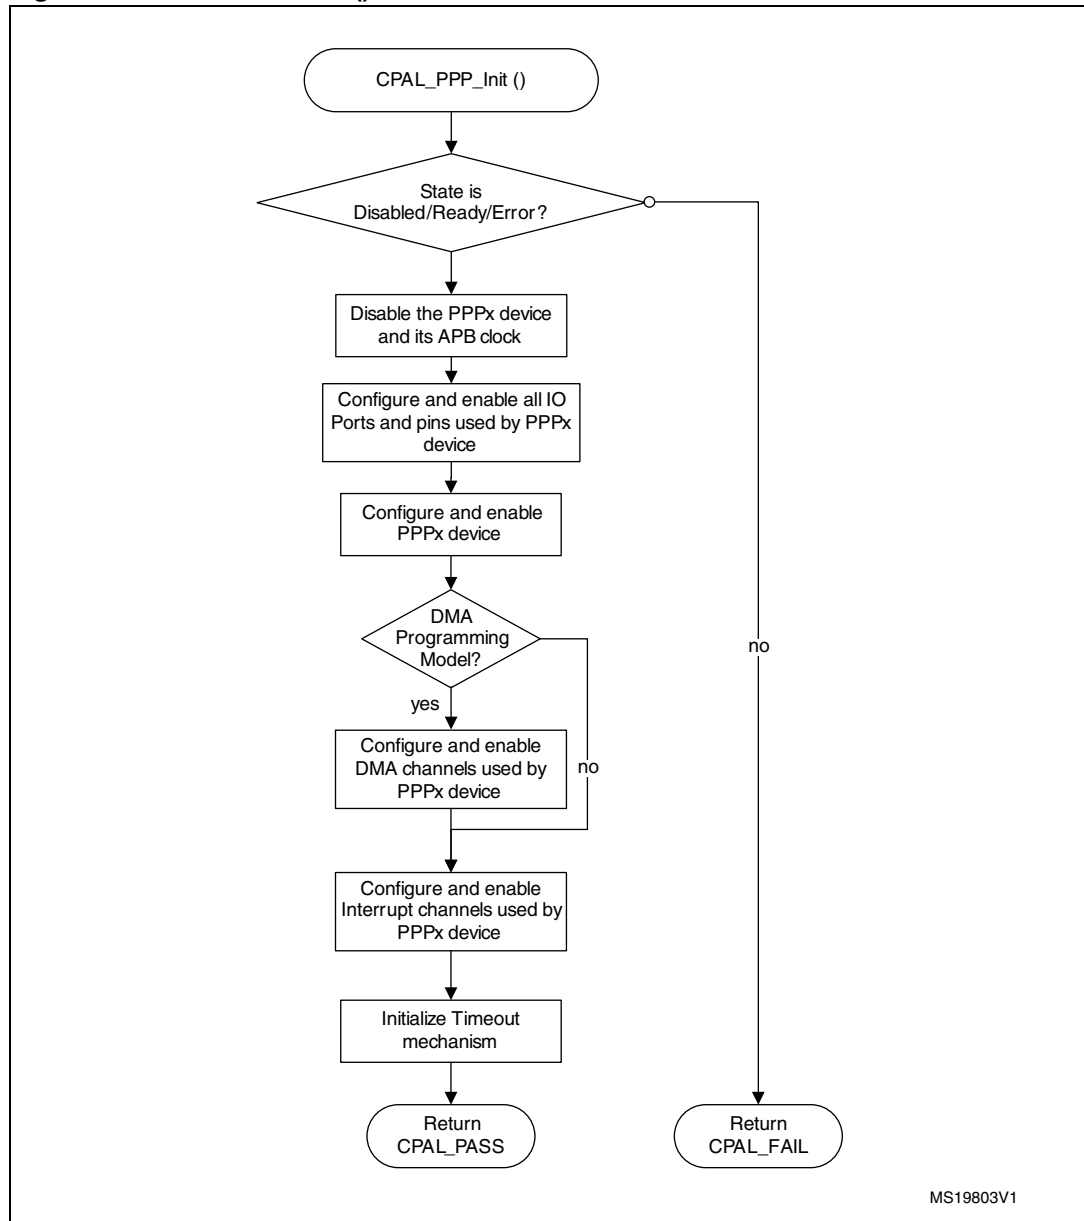 CPAL_PPP_Init ()
State is
Disabled/Ready/Error?
Disable the PPPx device
and its APB clock
Configure and enable all IO
Ports and pins used by PPPx
device
Configure and enable
PPPx device
DMA
Programming
Model?
no
yes
Configure and enable
DMA channels used by
PPPx device
no
Configure and enable
Interrupt channels used by
PPPx device
Initialize Timeout
mechanism
Return
CPAL_PASS
Return
CPAL_FAIL
MS19803V1